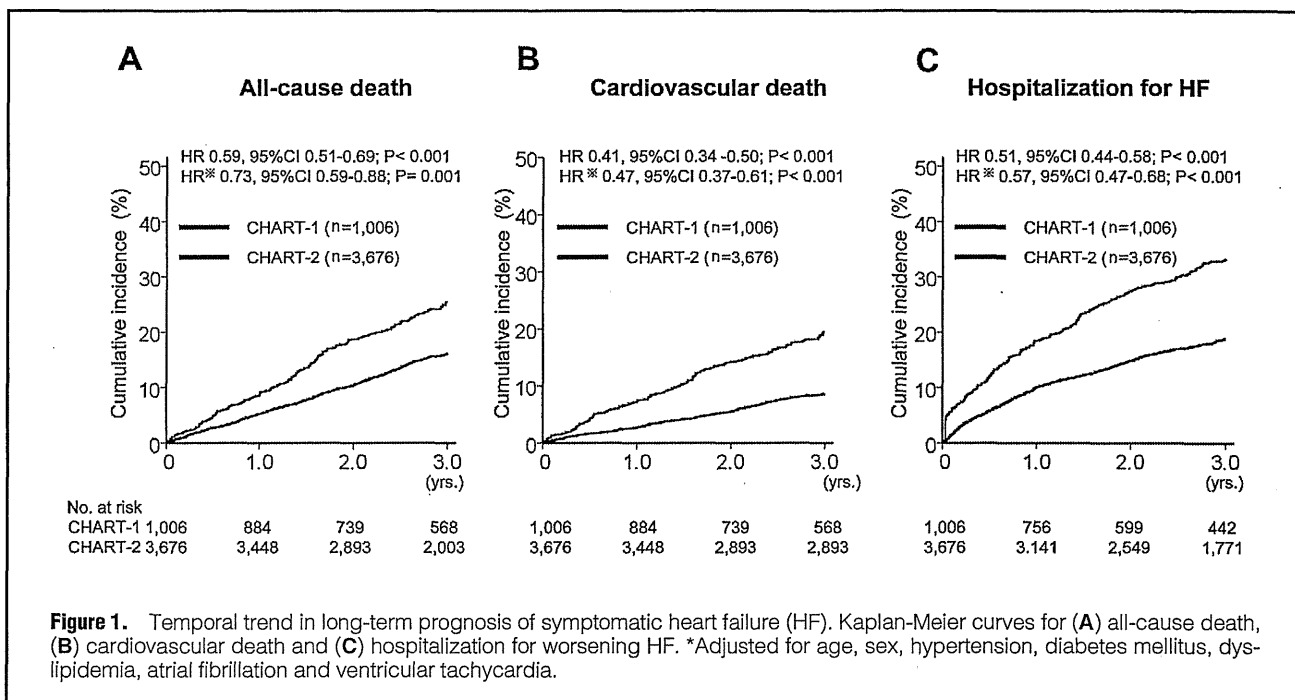 A
All-cause death
HR 0.59, 95%CI 0.51-0.69; P< 0.001
HR※ 0.73, 95%CI 0.59-0.88; P= 0.001
CHART-1 (n=1,006)
CHART-2 (n=3,676)
Cumulative incidence (%)
50
40
30
20
10
0
0 1.0 2.0 3.0
(yrs.)
B
Cardiovascular death
HR 0.41, 95%CI 0.34 -0.50; P< 0.001
HR※ 0.47, 95%CI 0.37-0.61; P< 0.001
CHART-1 (n=1,006)
CHART-2 (n=3,676)
Cumulative incidence (%)
50
40
30
20
10
0
0 1.0 2.0 3.0
(yrs.)
C
Hospitalization for HF
HR 0.51, 95%CI 0.44-0.58; P< 0.001
HR※ 0.57, 95%CI 0.47-0.68; P< 0.001
CHART-1 (n=1,006)
CHART-2 (n=3,676)
Cumulative incidence (%)
50
40
30
20
10
0
0 1.0 2.0 3.0
(yrs.)
No. at risk
CHART-1 1,006 884 739 568 1,006 884 739 568 1,006 756 599 442
CHART-2 3,676 3,448 2,893 2,003 3,676 3,448 2,893 2,893 3,676 3.141 2,549 1,771
Figure 1. Temporal trend in long-term prognosis of symptomatic heart failure (HF). Kaplan-Meier curves for (A) all-cause death,
(B) cardiovascular death and (C) hospitalization for worsening HF. *Adjusted for age, sex, hypertension, diabetes mellitus, dys-
lipidemia, atrial fibrillation and ventricular tachycardia.